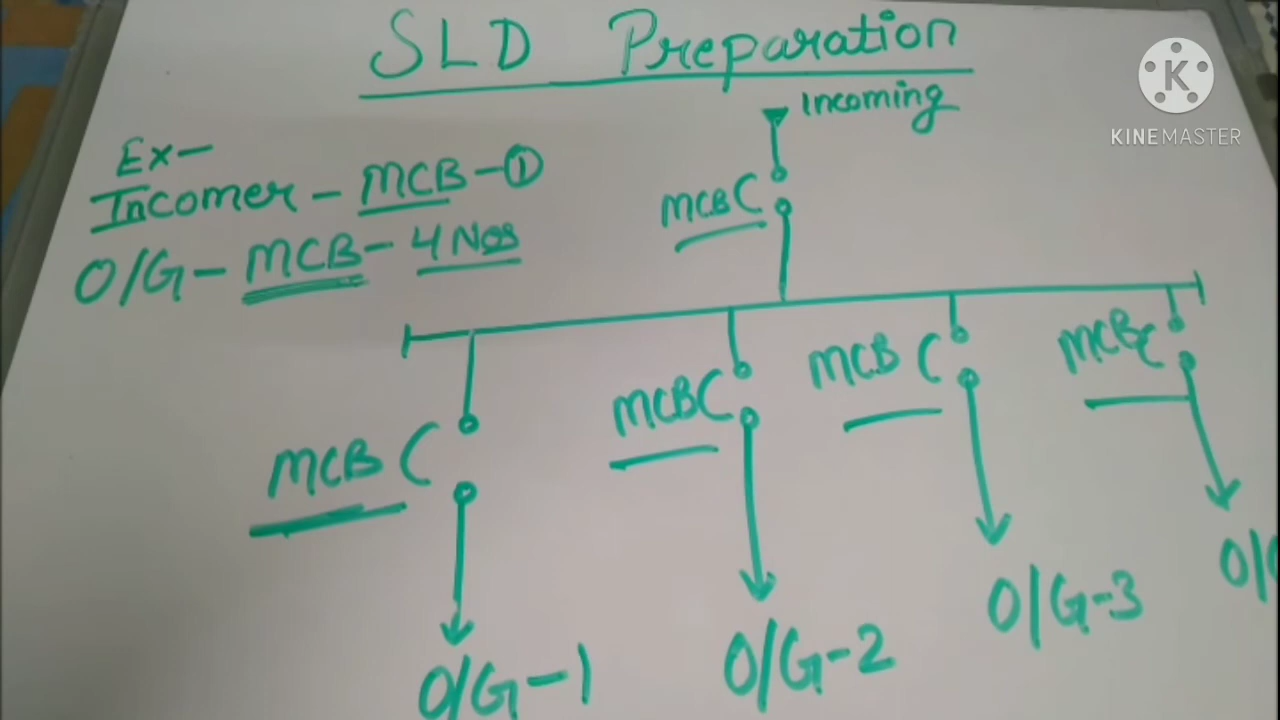 SLD Preparation
Incoming
K
KINEMASTER
Ex-
Incomer - MCB - ①
O/G - MCB - 4 Nos
MCB
MCB
MCB
MCB
MCB
O/G-1
O/G-2
O/G-3
O/